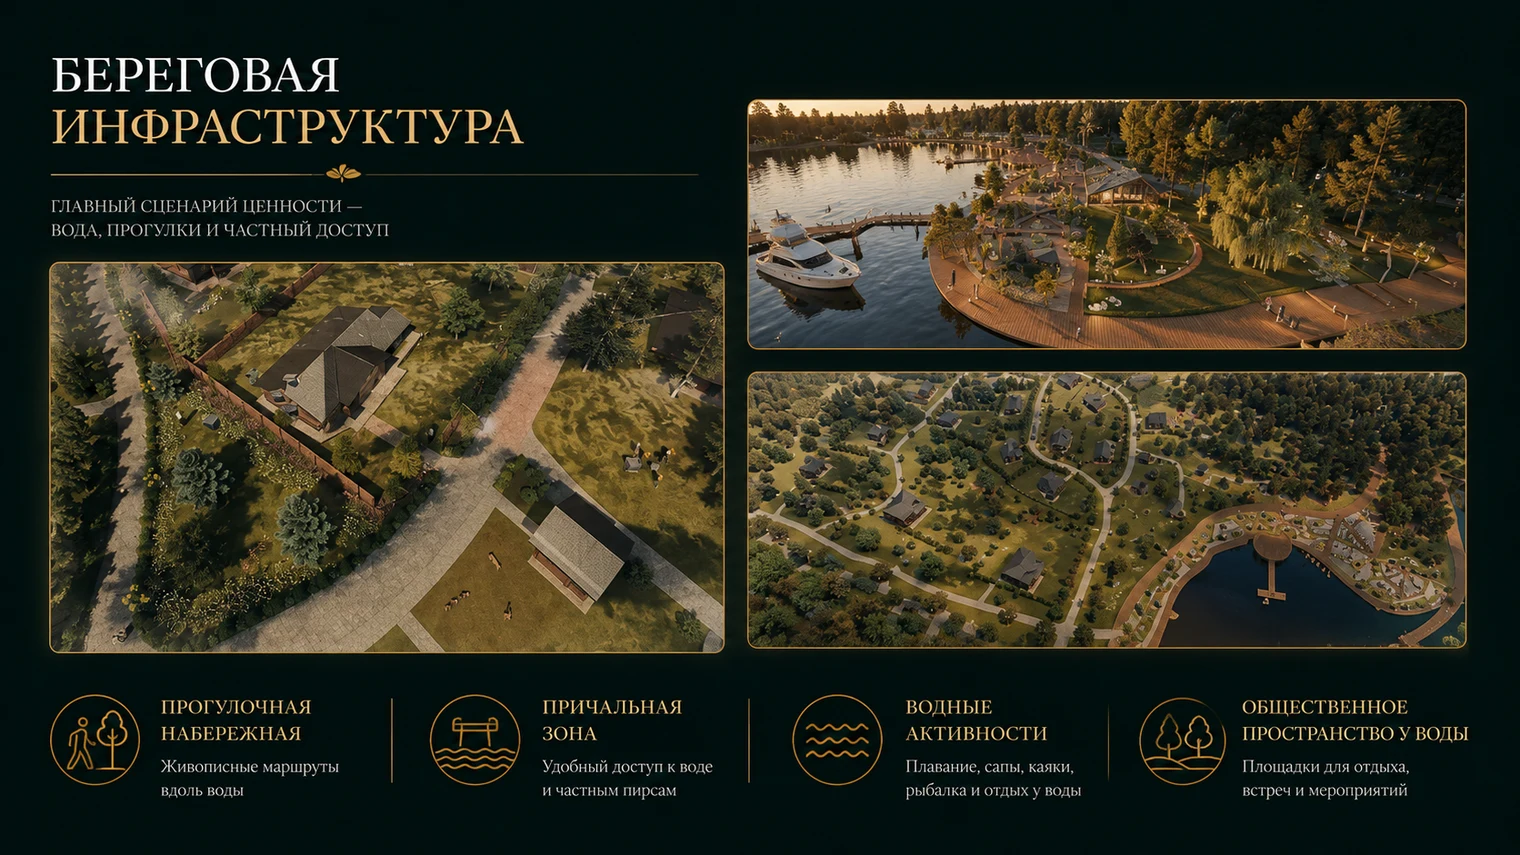 БЕРЕГОВАЯ
ИНФРАСТРУКТУРА
ГЛАВНЫЙ СЦЕНАРИЙ ЦЕННОСТИ —
ВОДА, ПРОГУЛКИ И ЧАСТНЫЙ ДОСТУП
ПРОГУЛОЧНАЯ
НАБЕРЕЖНАЯ
Живописные маршруты
вдоль воды
ПРИЧАЛЬНАЯ
ЗОНА
Удобный доступ к воде
и частным пирсам
ВОДНЫЕ
АКТИВНОСТИ
Плавание, сапы, каяки,
рыбалка и отдых у воды
ОБЩЕСТВЕННОЕ
ПРОСТРАНСТВО У ВОДЫ
Площадки для отдыха,
встреч и мероприятий